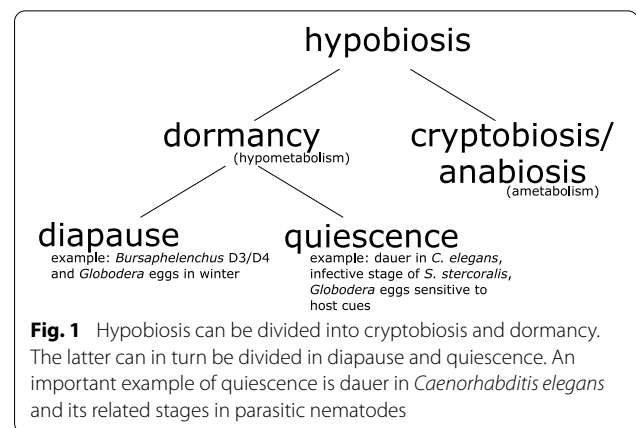 hypobiosis
dormancy
(hypometabolism)
cryptobiosis/
anabiosis
(ametabolism)
diapause
example: Bursaphelenchus D3/D4
and Globodera eggs in winter
quiescence
example: dauer in C. elegans,
infective stage of S. stercoralis,
Globodera eggs sensitive to
host cues
Fig. 1 Hypobiosis can be divided into cryptobiosis and dormancy.
The latter can in turn be divided in diapause and quiescence. An
important example of quiescence is dauer in Caenorhabditis elegans
and its related stages in parasitic nematodes